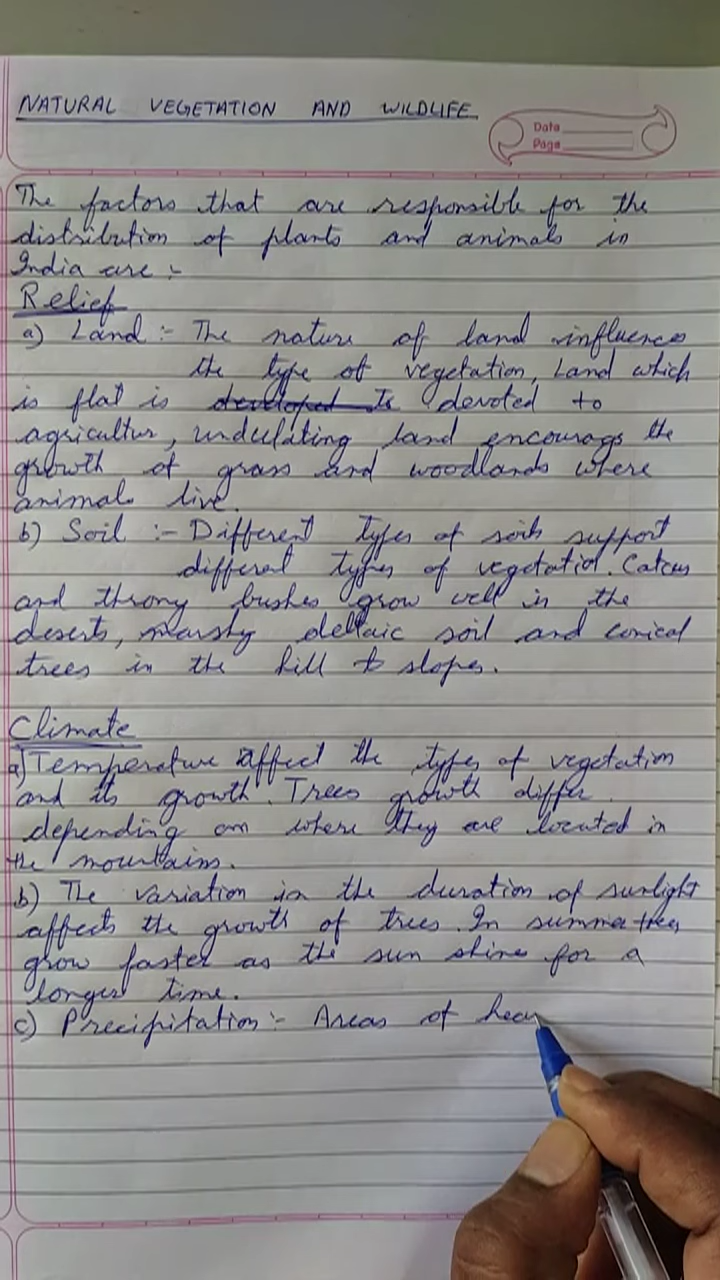 NATURAL VEGETATION AND WILDLIFE
Date
Page
The factors that are responsible for the
distribution of plants and animals in
India are :-
Relief
a) Land :- The nature of land influences
the type of vegetation, Land which
is flat is developed to devoted to
agricultur, undulating land encourags the
growth of grass and woodlands where
animals live.
b) Soil :- Different types of soils support
different types of vegetation. Catcus
and throny bushes grow well in the
deserts, marshy deltaic soil and conical
trees in the hill slopes.
Climate
a) Temperature affect the types of vegetation
and its growth. Trees growth differ
depending on where they are located in
the mountains.
b) The variation in the duration of sunlight
affects the growth of trees. In summer trees
grow faster as the sun shine for a
longer time.
c) Precipitation :- Areas of heav